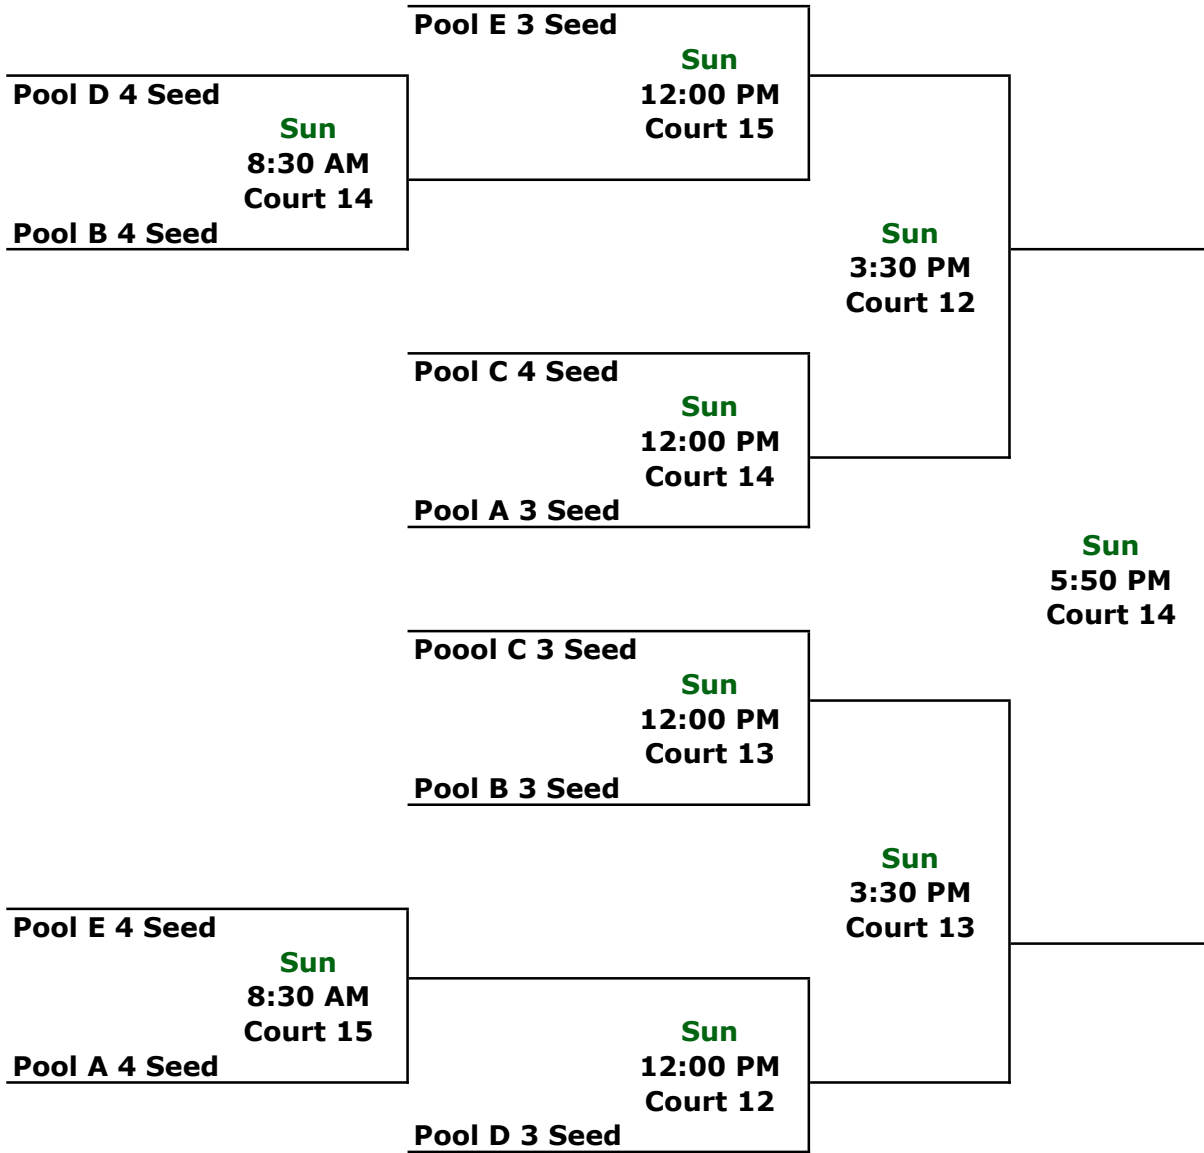 Pool E 3 Seed
Sun
12:00 PM
Court 15
Pool D 4 Seed
Sun
8:30 AM
Court 14
Pool B 4 Seed
Sun
3:30 PM
Court 12
Pool C 4 Seed
Sun
12:00 PM
Court 14
Pool A 3 Seed
Sun
5:50 PM
Court 14
Poool C 3 Seed
Sun
12:00 PM
Court 13
Pool B 3 Seed
Sun
3:30 PM
Court 13
Pool E 4 Seed
Sun
8:30 AM
Court 15
Pool A 4 Seed
Sun
12:00 PM
Court 12
Pool D 3 Seed